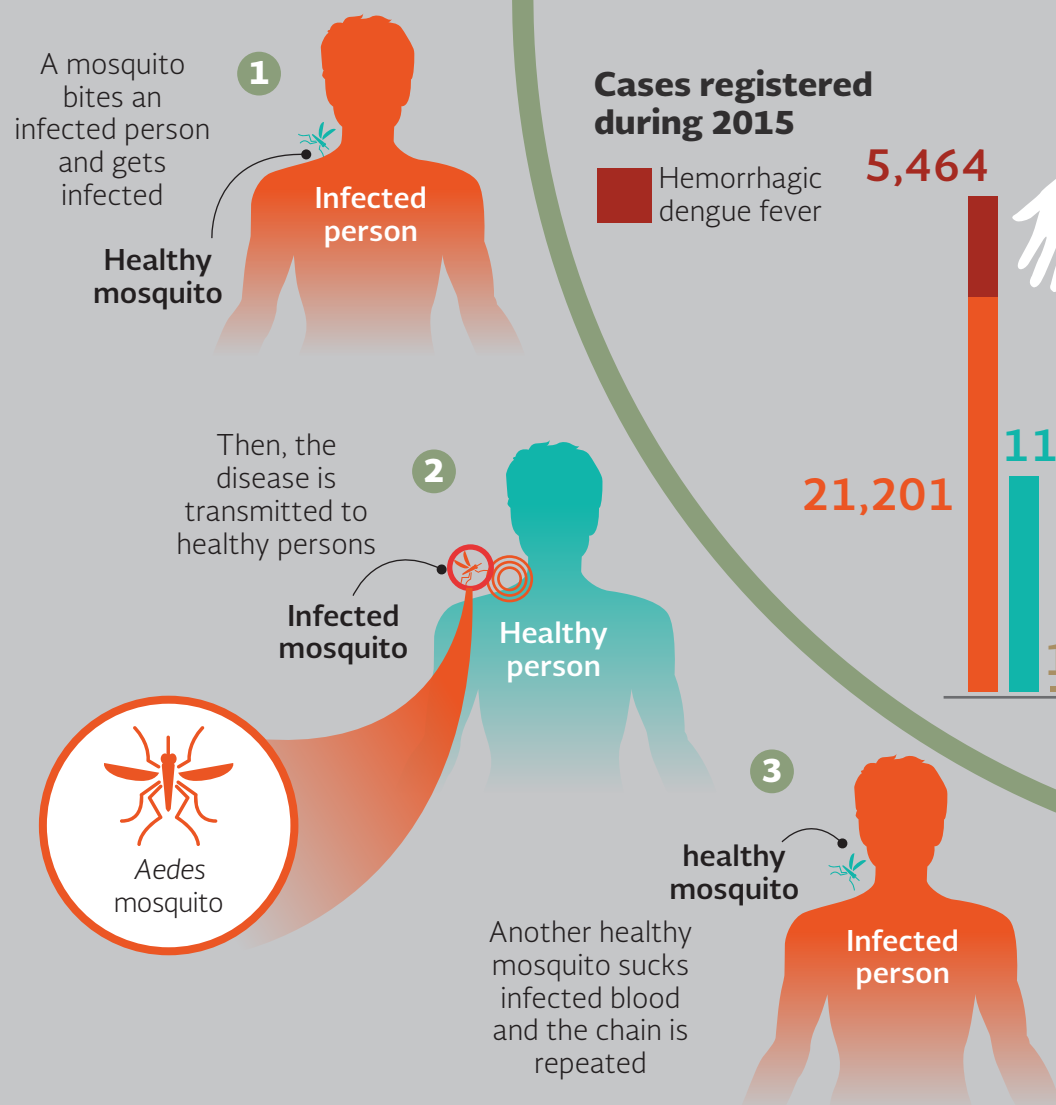 A mosquito
bites an
infected person
and gets
infected
1
Infected
person
Healthy
mosquito
Cases registered
during 2015
Hemorrhagic
dengue fever
5,464
21,201
11
Then, the
disease is
transmitted to
healthy persons
2
Infected
mosquito
Healthy
person
Aedes
mosquito
3
healthy
mosquito
Infected
person
Another healthy
mosquito sucks
infected blood
and the chain is
repeated